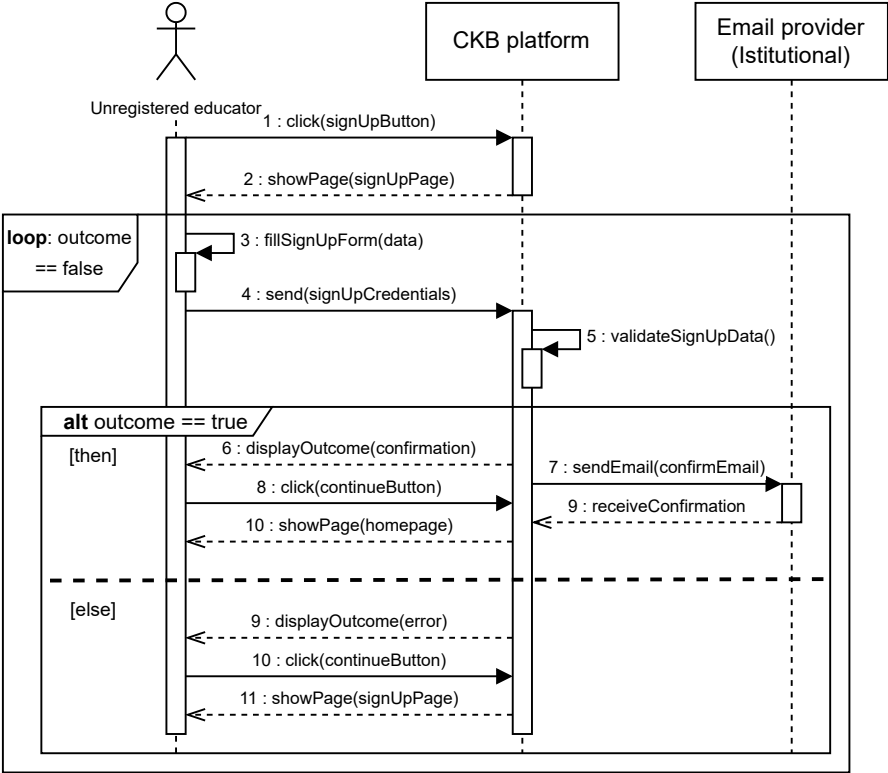 CKB platform
Email provider
(Istitutional)
Unregistered educator
1 : click(signUpButton)
2 : showPage(signUpPage)
loop: outcome
== false
3 : fillSignUpForm(data)
4 : send(signUpCredentials)
5 : validateSignUpData()
alt outcome == true
[then]
6 : displayOutcome(confirmation)
7 : sendEmail(confirmEmail)
8 : click(continueButton)
9 : receiveConfirmation
10 : showPage(homepage)
[else]
9 : displayOutcome(error)
10 : click(continueButton)
11 : showPage(signUpPage)